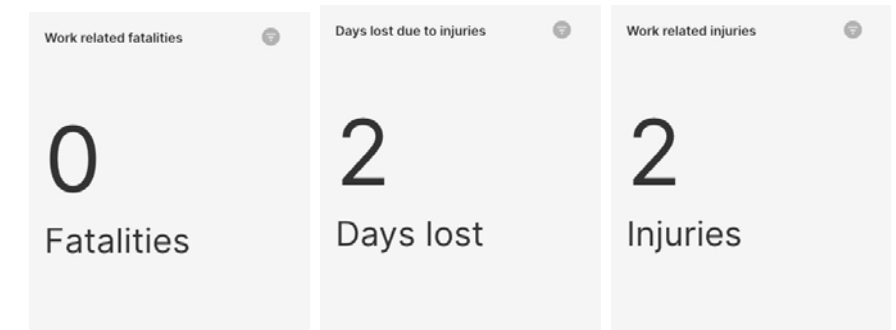 Work related fatalities
0
Fatalities
Days lost due to injuries
2
Days lost
Work related injuries
2
Injuries